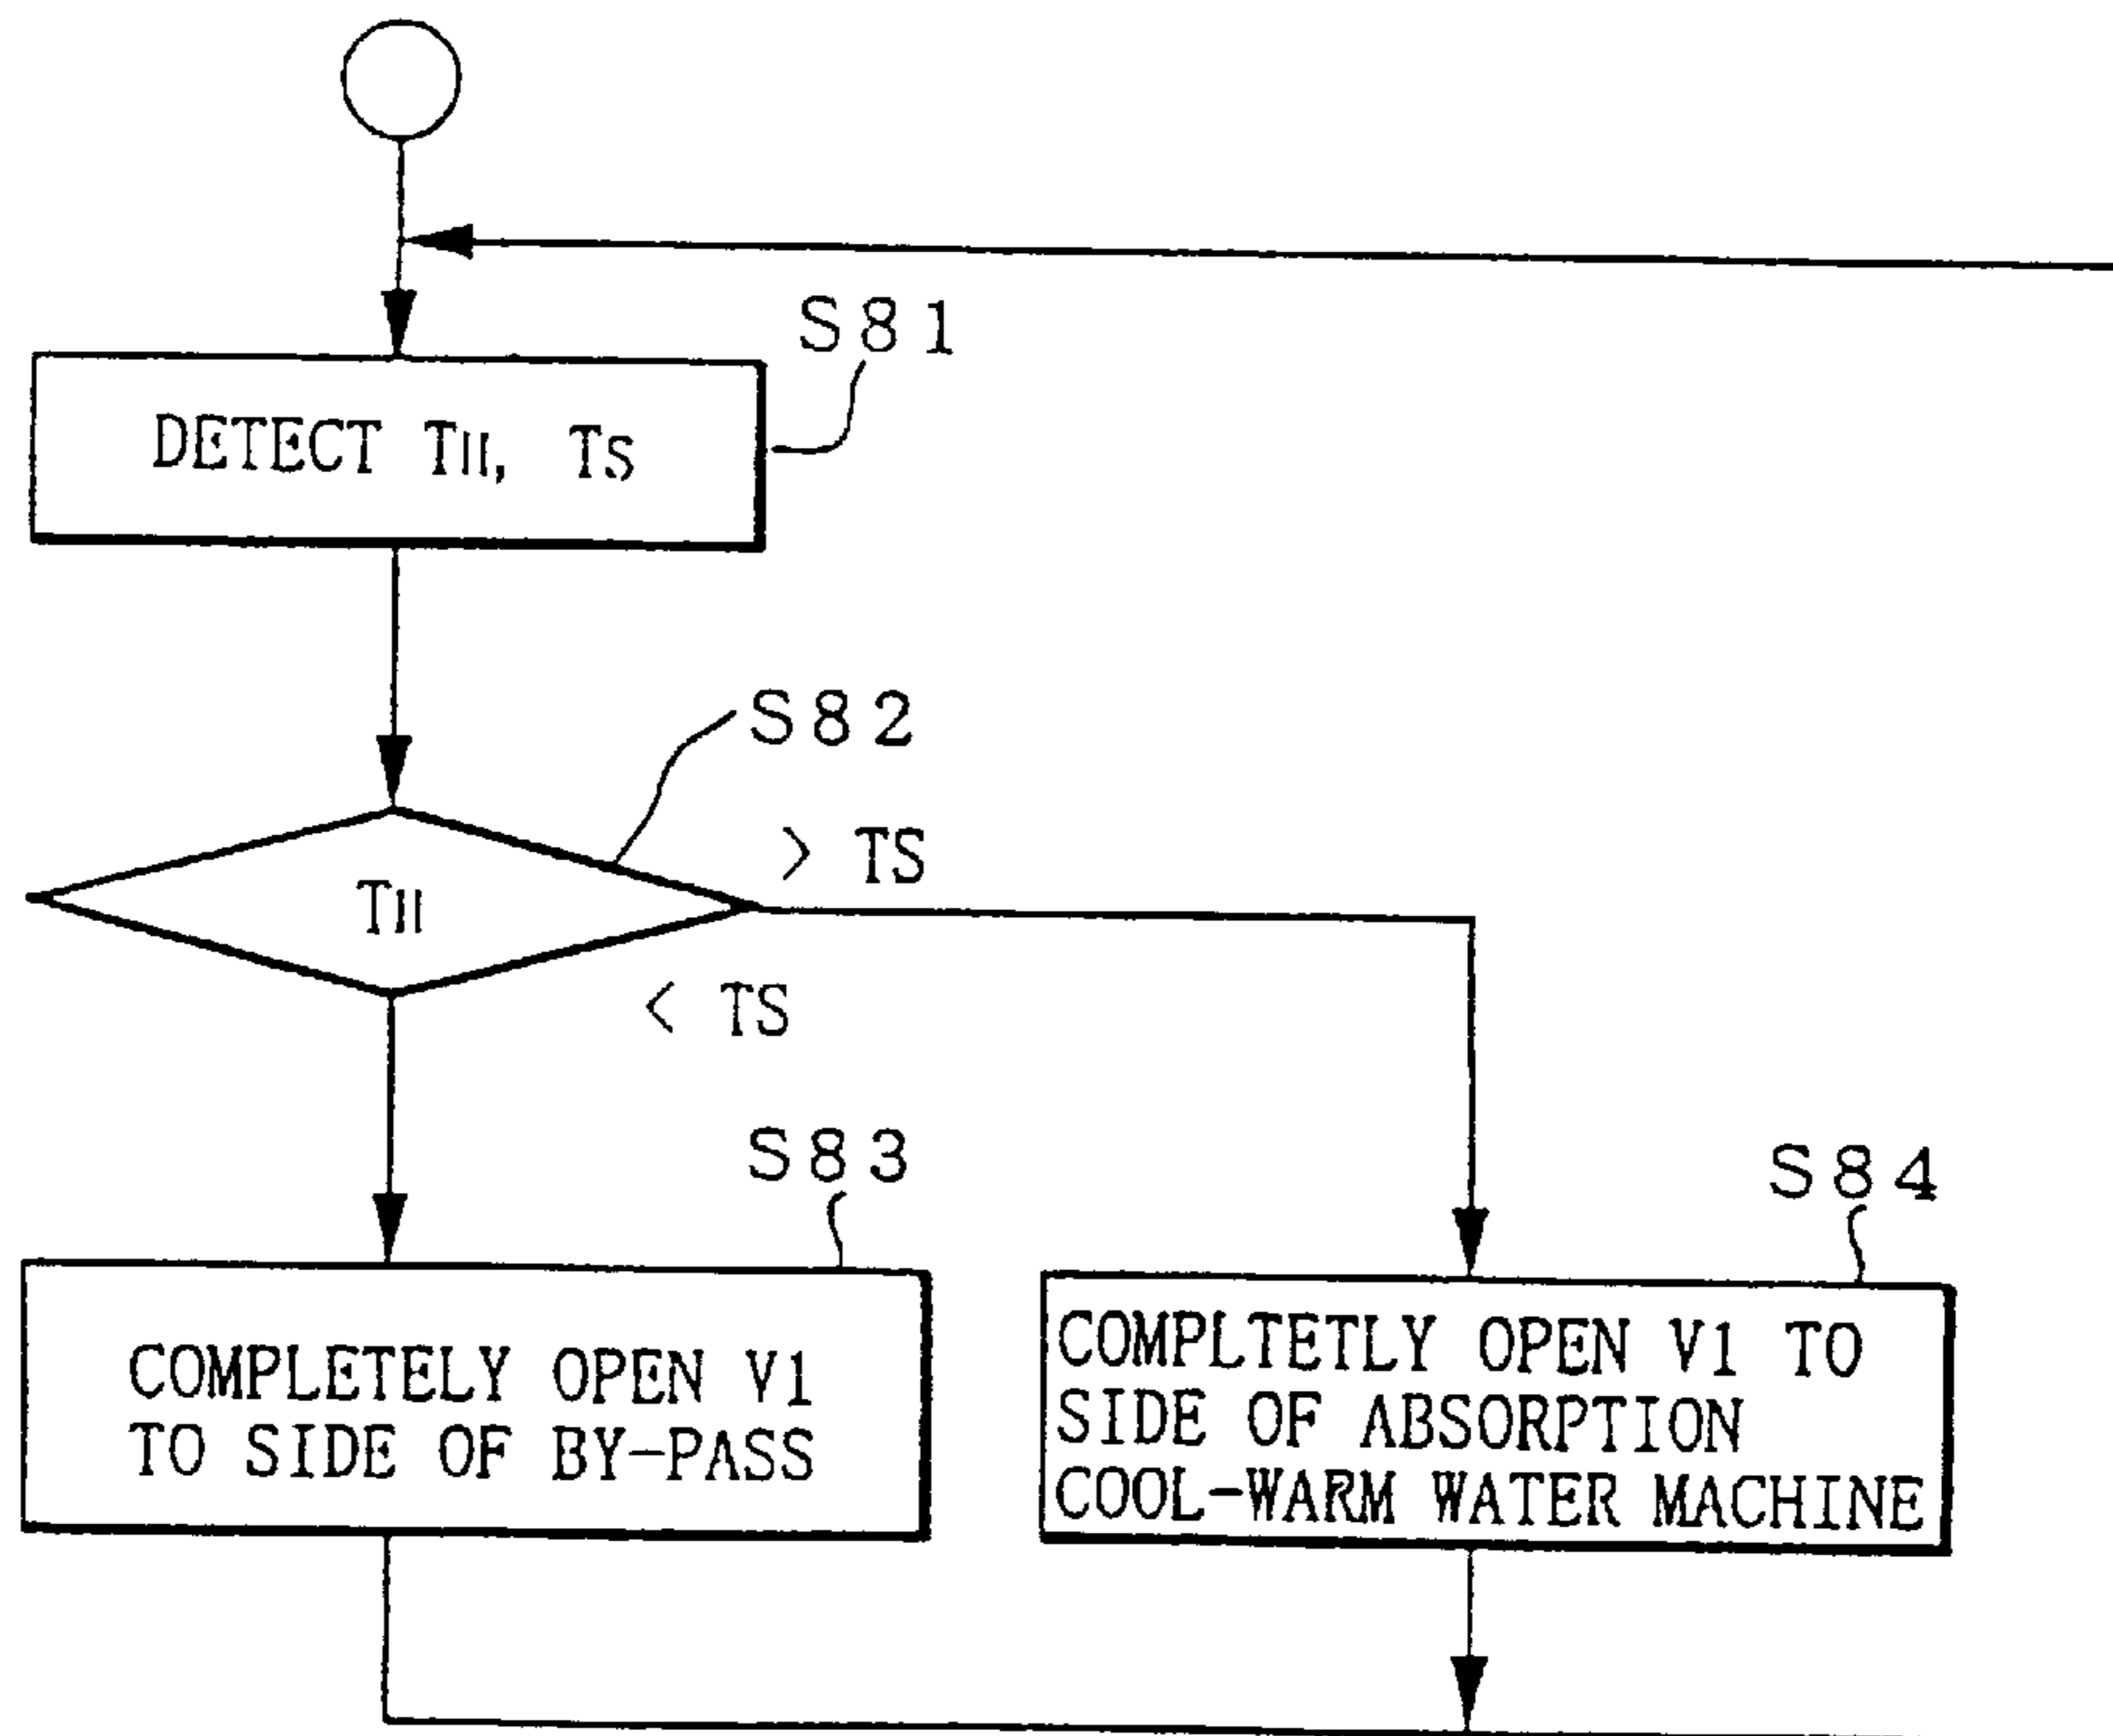 S81
DETECT TH, TS
S82
> TS
TH
< TS
S83
S84
COMPLETELY OPEN V1
TO SIDE OF BY-PASS
COMPLTETLY OPEN V1 TO
SIDE OF ABSORPTION
COOL-WARM WATER MACHINE